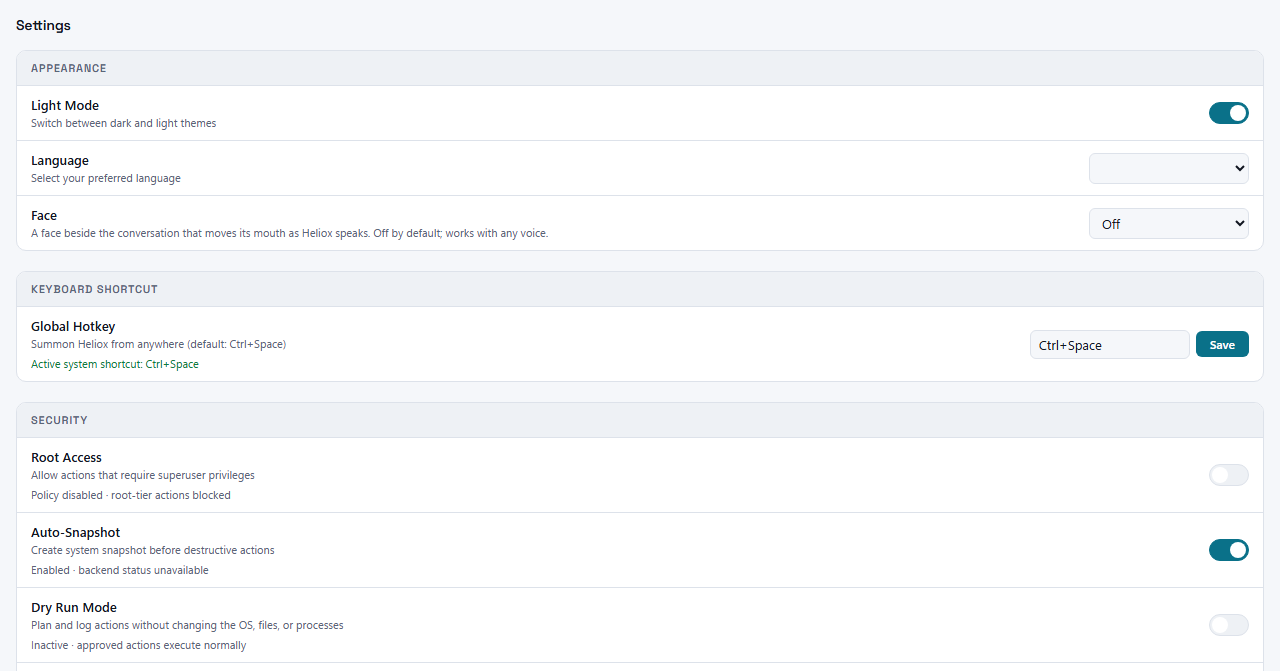 Settings
APPEARANCE
Light Mode
Switch between dark and light themes
Language
Select your preferred language
Face
A face beside the conversation that moves its mouth as Heliox speaks. Off by default; works with any voice.
Off
KEYBOARD SHORTCUT
Global Hotkey
Summon Heliox from anywhere (default: Ctrl+Space)
Active system shortcut: Ctrl+Space
Ctrl+Space
Save
SECURITY
Root Access
Allow actions that require superuser privileges
Policy disabled · root-tier actions blocked
Auto-Snapshot
Create system snapshot before destructive actions
Enabled · backend status unavailable
Dry Run Mode
Plan and log actions without changing the OS, files, or processes
Inactive · approved actions execute normally